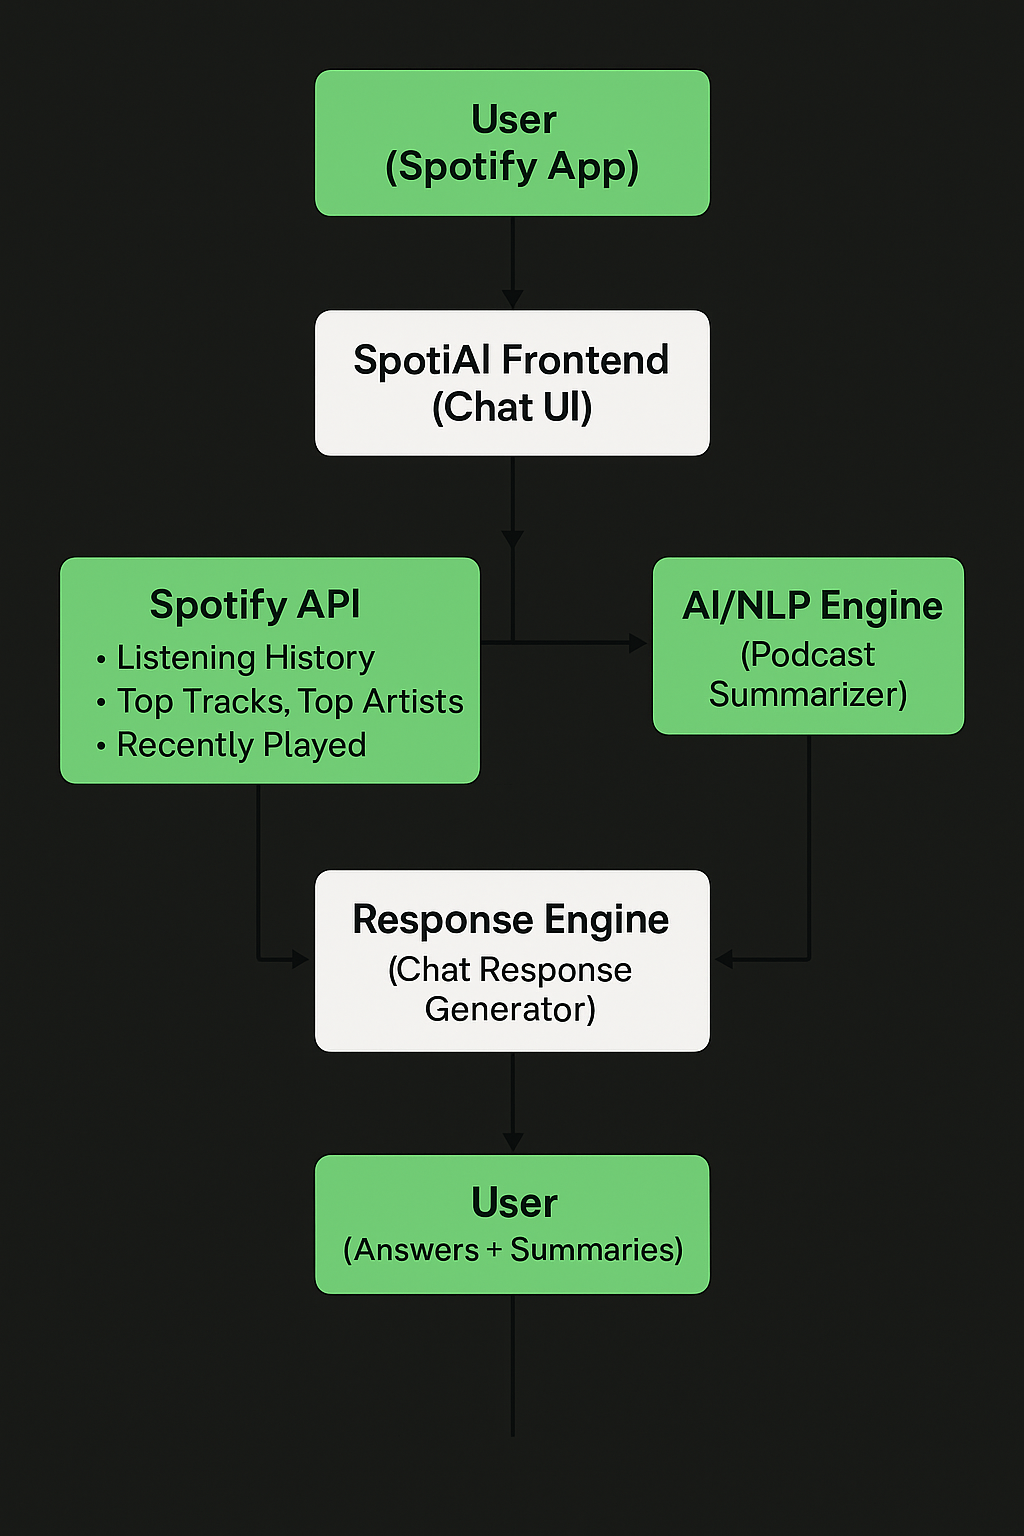 User
(Spotify App)
SpotiAI Frontend
(Chat UI)
Spotify API
• Listening History
• Top Tracks, Top Artists
• Recently Played
AI/NLP Engine
(Podcast
Summarizer)
Response Engine
(Chat Response
Generator)
User
(Answers + Summaries)